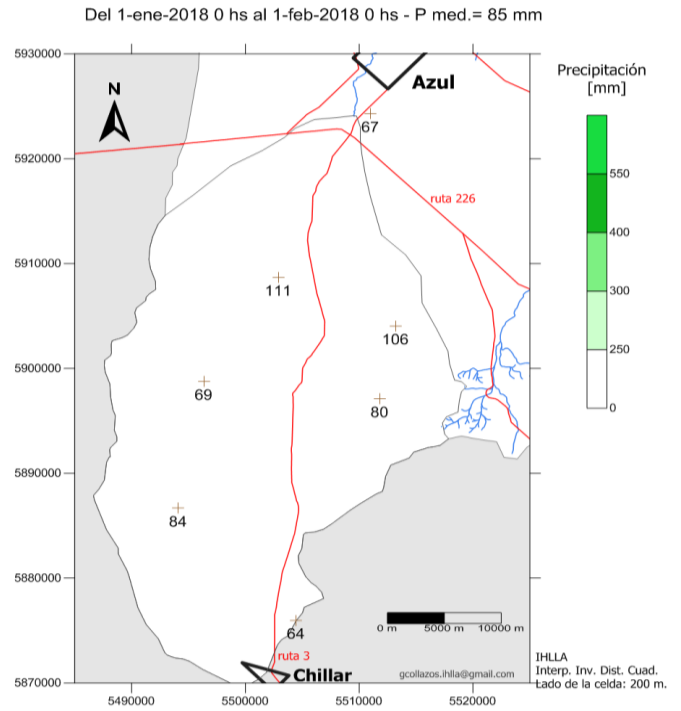 Del 1-ene-2018 0 hs al 1-feb-2018 0 hs - P med.= 85 mm
5930000
5920000
5910000
5900000
5890000
5880000
5870000
N
Azul
67
ruta 226
111
106
69
80
84
64
ruta 3
Chillar
0 m 5000 m 10000 m
gcollazos.ihlla@gmail.com
5490000 5500000 5510000 5520000
Precipitación
[mm]
550
400
300
250
0
IHLLA
Interp. Inv. Dist. Cuad.
Lado de la celda: 200 m.